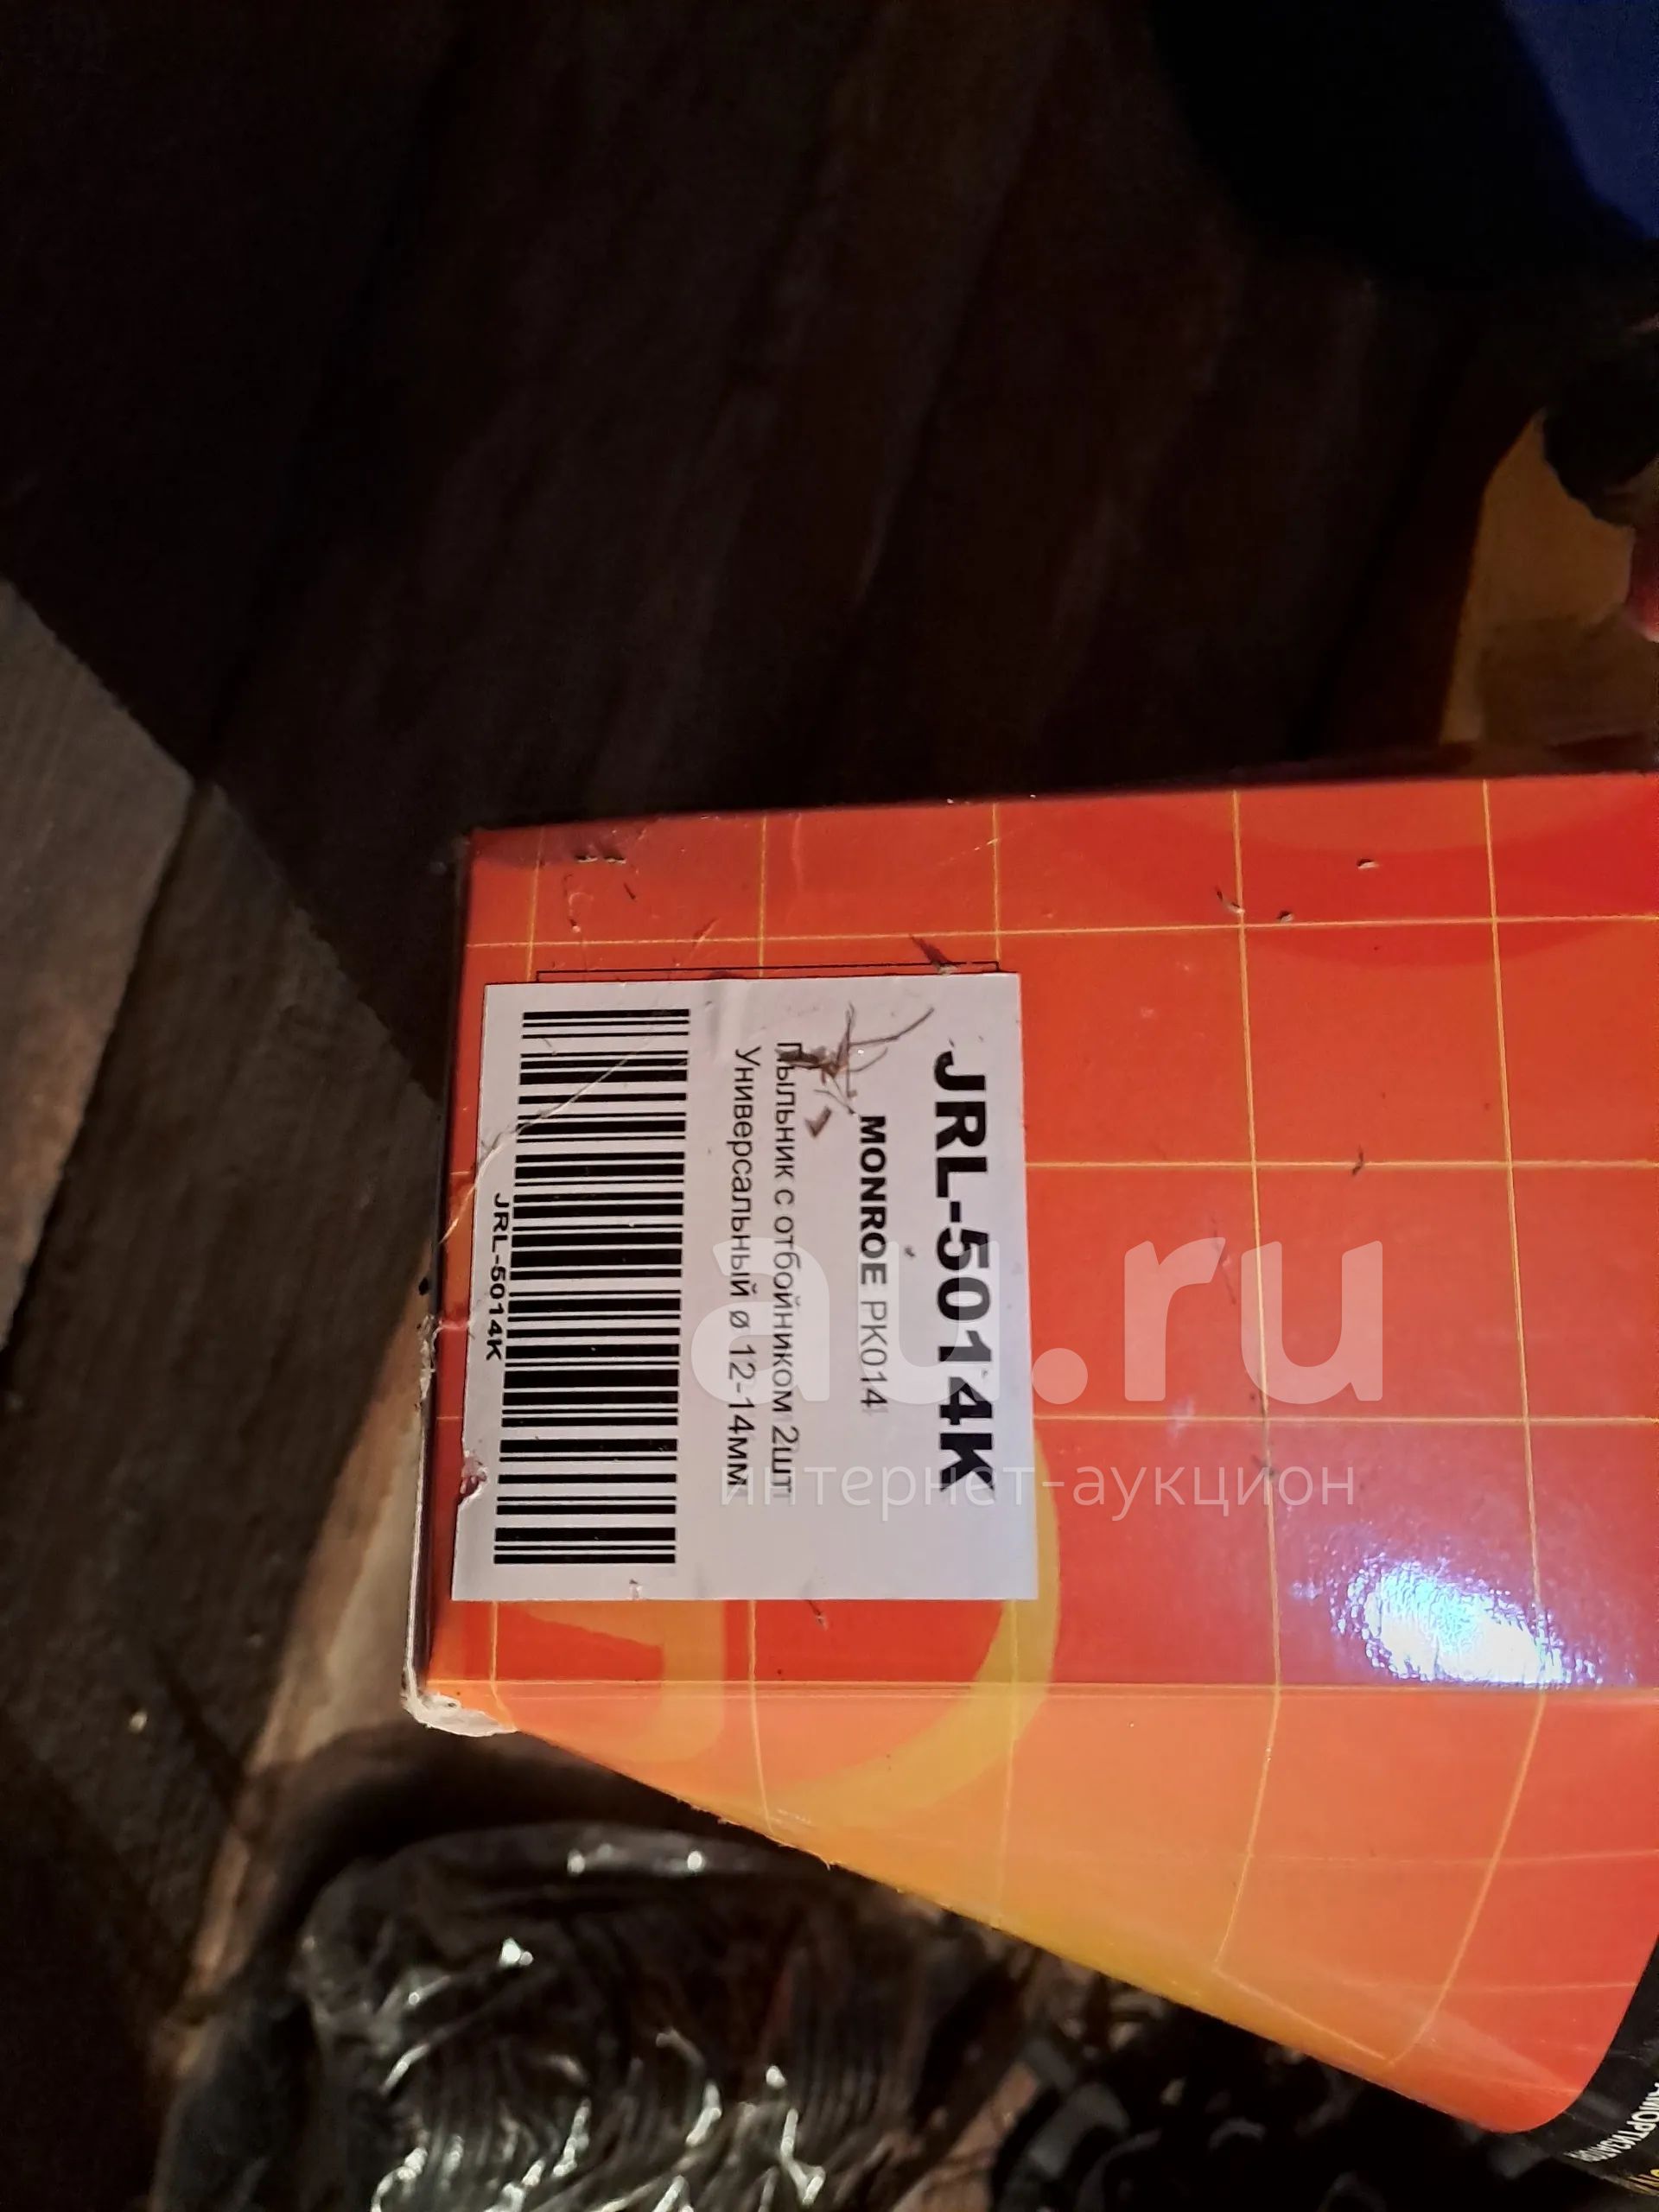 JRL-5014K
MONROE PK014
Пыльник с отбойником 2шт
Универсальный ø 12-14мм
JRL-5014K
au.ru
интернет-аукцион